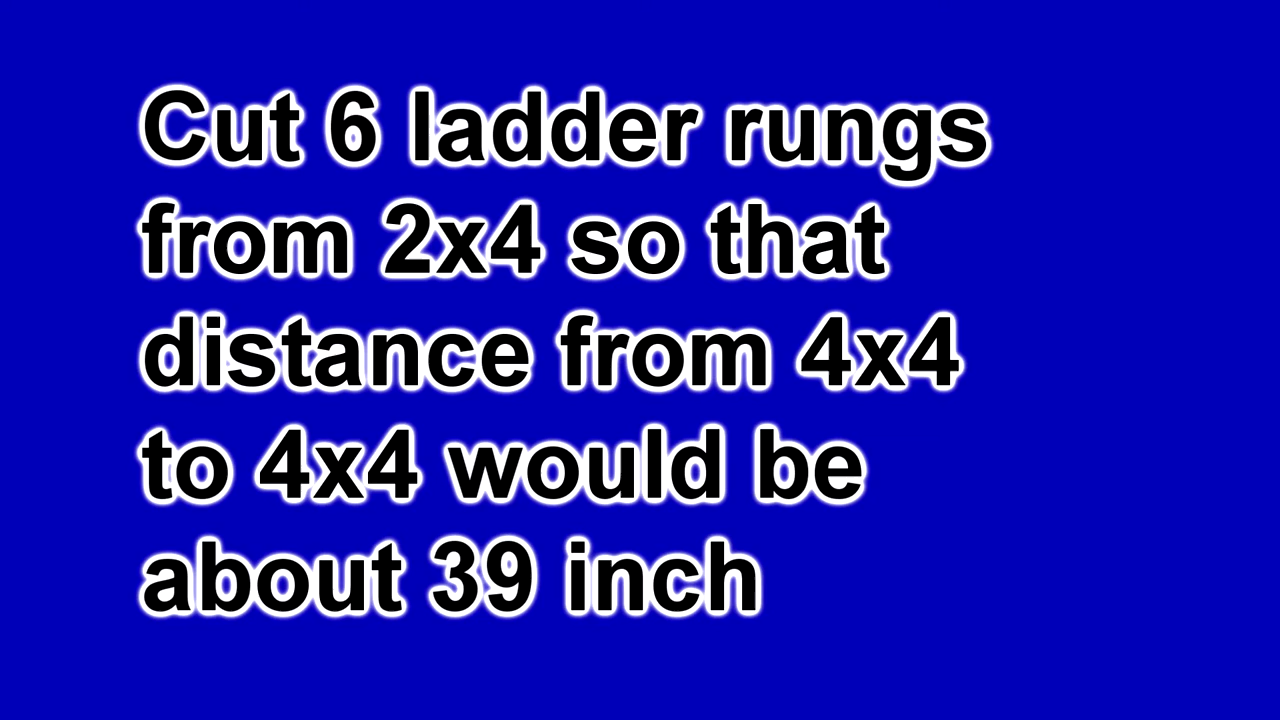 Cut 6 ladder rungs
from 2x4 so that
distance from 4x4
to 4x4 would be
about 39 inch